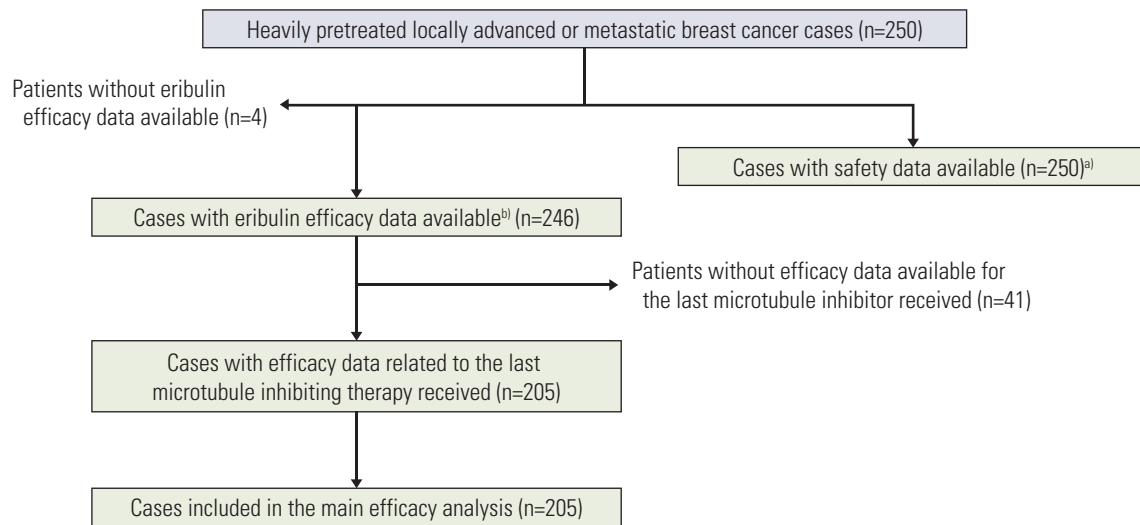 Heavily pretreated locally advanced or metastatic breast cancer cases (n=250)
Patients without eribulin
efficacy data available (n=4)
Cases with safety data available (n=250)a)
Cases with eribulin efficacy data availableb) (n=246)
Patients without efficacy data available for
the last microtubule inhibitor received (n=41)
Cases with efficacy data related to the last
microtubule inhibiting therapy received (n=205)
Cases included in the main efficacy analysis (n=205)